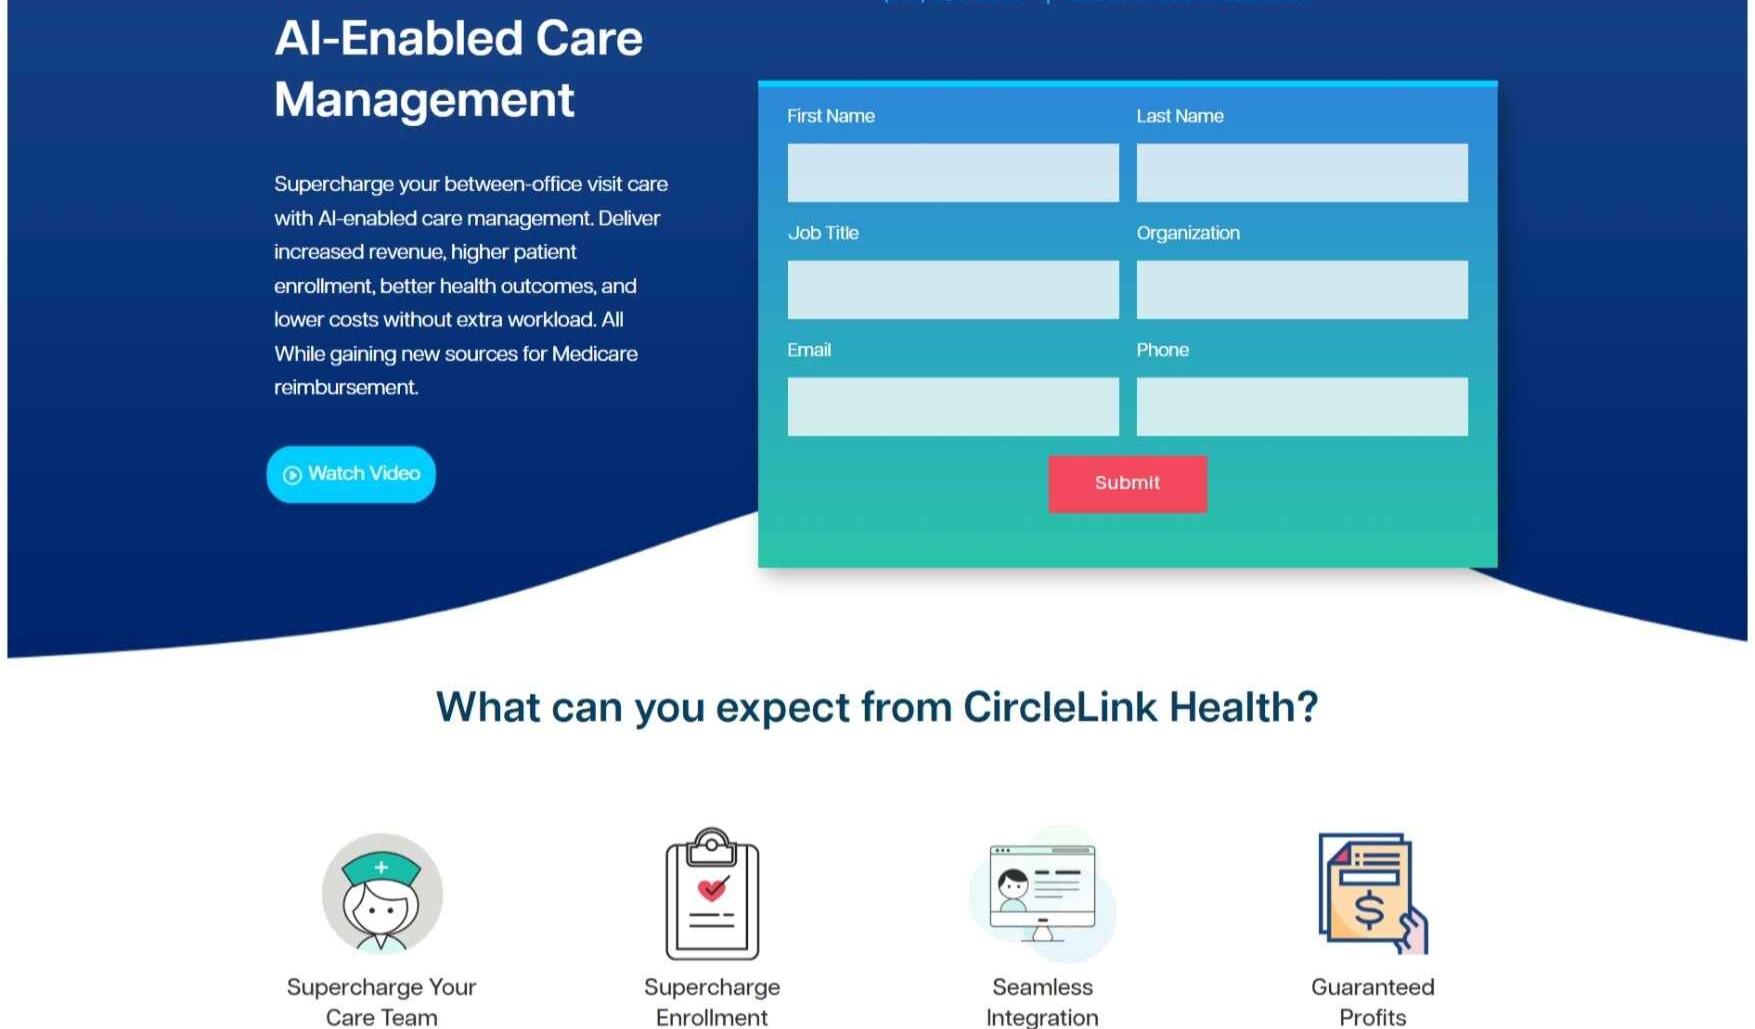 AI-Enabled Care
Management
Supercharge your between-office visit care
with AI-enabled care management. Deliver
increased revenue, higher patient
enrollment, better health outcomes, and
lower costs without extra workload. All
While gaining new sources for Medicare
reimbursement.
Watch Video
First Name
Last Name
Job Title
Organization
Email
Phone
Submit
What can you expect from CircleLink Health?
Supercharge Your
Care Team
Supercharge
Enrollment
Seamless
Integration
Guaranteed
Profits